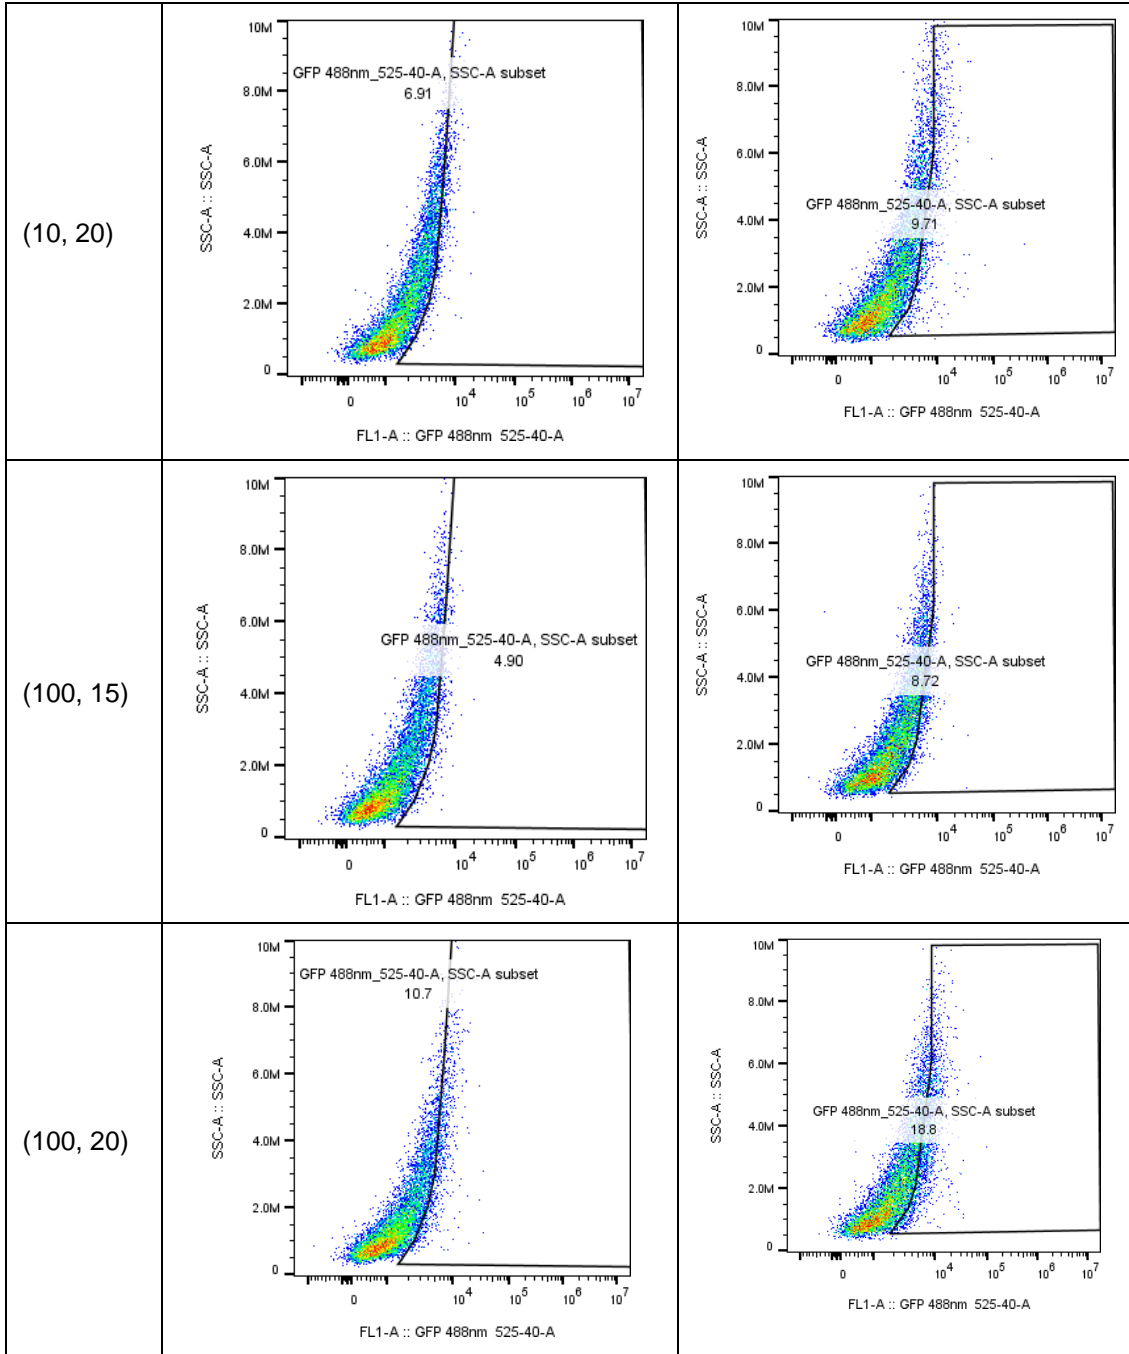 (10, 20)
10M
8.0M
6.0M
4.0M
2.0M
0
SSC-A :: SSC-A
GFP 488nm_525-40-A, SSC-A subset
6.91
0
10^4
10^5
10^6
10^7
FL1-A :: GFP 488nm 525-40-A
10M
8.0M
6.0M
4.0M
2.0M
0
SSC-A :: SSC-A
GFP 488nm_525-40-A, SSC-A subset
9.71
0
10^4
10^5
10^6
10^7
FL1-A :: GFP 488nm 525-40-A
(100, 15)
10M
8.0M
6.0M
4.0M
2.0M
0
SSC-A :: SSC-A
GFP 488nm_525-40-A, SSC-A subset
4.90
0
10^4
10^5
10^6
10^7
FL1-A :: GFP 488nm 525-40-A
10M
8.0M
6.0M
4.0M
2.0M
0
SSC-A :: SSC-A
GFP 488nm_525-40-A, SSC-A subset
8.72
0
10^4
10^5
10^6
10^7
FL1-A :: GFP 488nm 525-40-A
(100, 20)
10M
8.0M
6.0M
4.0M
2.0M
0
SSC-A :: SSC-A
GFP 488nm_525-40-A, SSC-A subset
10.7
0
10^4
10^5
10^6
10^7
FL1-A :: GFP 488nm 525-40-A
10M
8.0M
6.0M
4.0M
2.0M
0
SSC-A :: SSC-A
GFP 488nm_525-40-A, SSC-A subset
18.8
0
10^4
10^5
10^6
10^7
FL1-A :: GFP 488nm 525-40-A